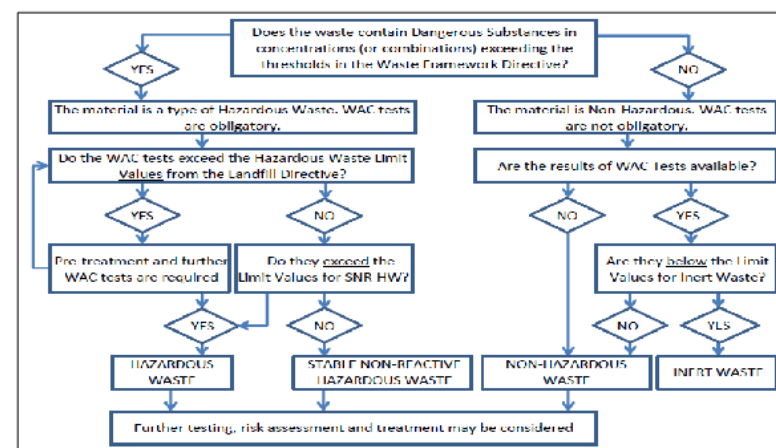 Does the waste contain Dangerous Substances in
concentrations (or combinations) exceeding the
thresholds in the Waste Framework Directive?
YES
NO
The material is a type of Hazardous Waste. WAC tests
are obligatory.
The material is Non-Hazardous. WAC tests
are not obligatory.
Do the WAC tests exceed the Hazardous Waste Limit
Values from the Landfill Directive?
Are the results of WAC Tests available?
YES
NO
NO
YES
Pre-treatment and further
WAC tests are required
Do they exceed the
Limit Values for SNR HW?
Are they below the Limit
Values for Inert Waste?
YES
NO
NO
YES
HAZARDOUS
WASTE
STABLE NON-REACTIVE
HAZARDOUS WASTE
NON-HAZARDOUS
WASTE
INERT WASTE
Further testing, risk assessment and treatment may be considered